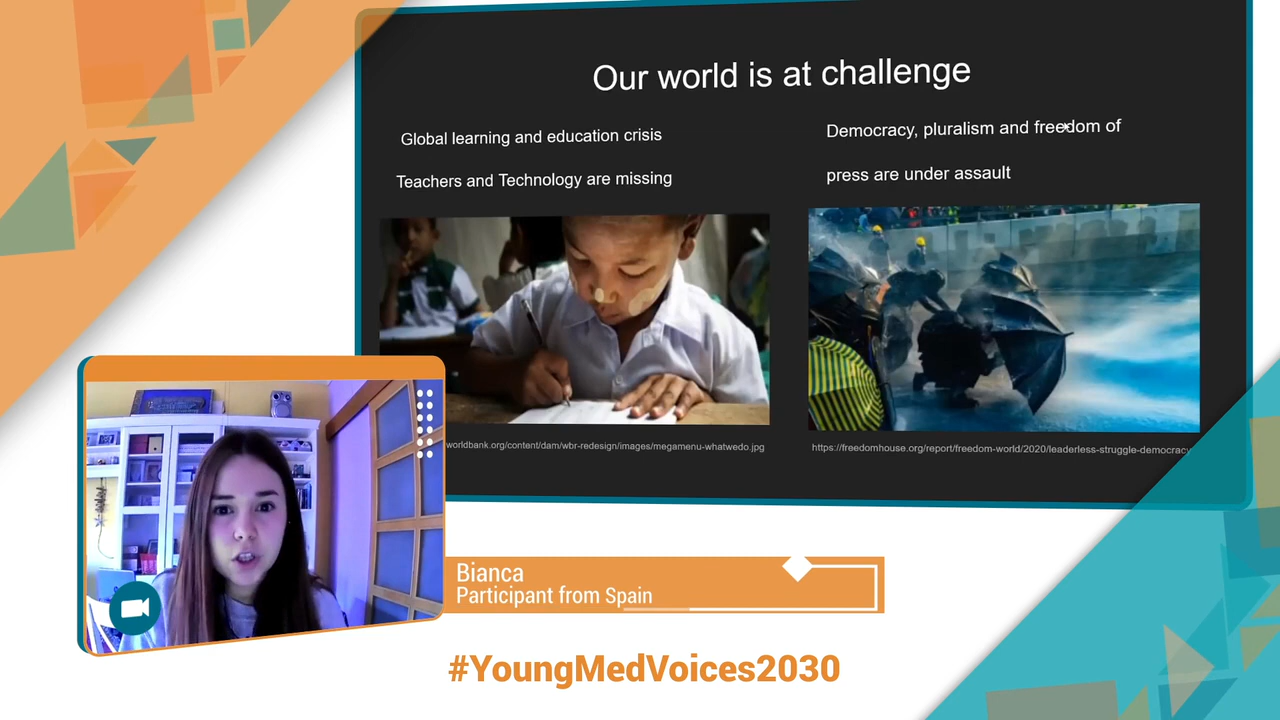 Our world is at challenge
Global learning and education crisis
Teachers and Technology are missing
Democracy, pluralism and freedom of
press are under assault
worldbank.org/content/dam/wbr-redesign/images/megamenu-whatwedo.jpg
https://freedomhouse.org/report/freedom-world/2020/leaderless-struggle-democracy
Bianca
Participant from Spain
#YoungMedVoices2030